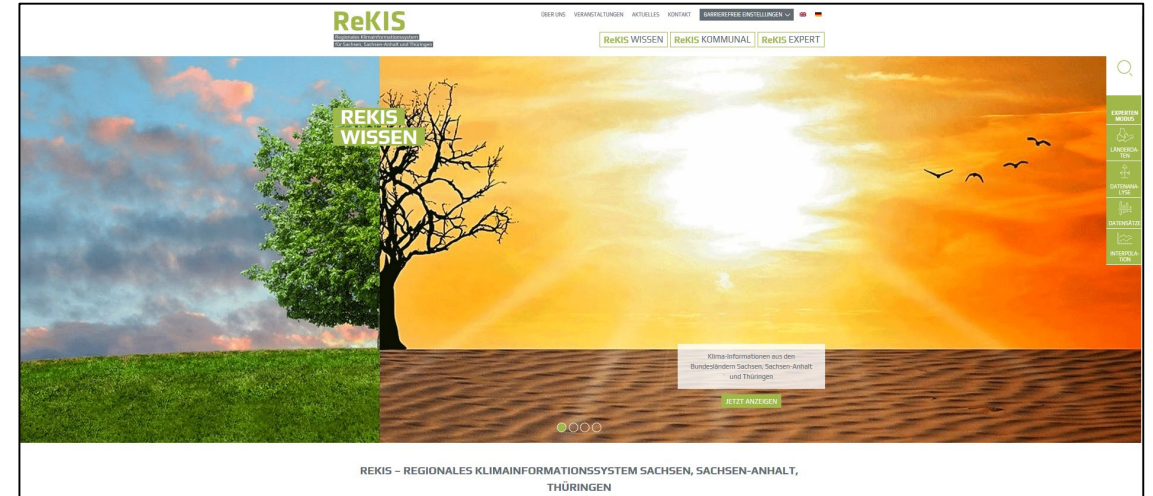 ReKIS
Regionales Klimainformationssystem
für Sachsen, Sachsen-Anhalt und Thüringen
ÜBER UNS VERANSTALTUNGEN AKTUELLES KONTAKT BARRIEREFREIE EINSTELLUNGEN
ReKIS WISSEN ReKIS KOMMUNAL ReKIS EXPERT
REKIS
WISSEN
EXPERTEN
MODUS
LÄNDERDA-
TEN
DATENANA-
LYSE
DATENSÄTZE
INTERPOLA-
TION
Klima-Informationen aus den
Bundesländern Sachsen, Sachsen-Anhalt
und Thüringen
JETZT ANZEIGEN
REKIS – REGIONALES KLIMAINFORMATIONSSYSTEM SACHSEN, SACHSEN-ANHALT,
THÜRINGEN